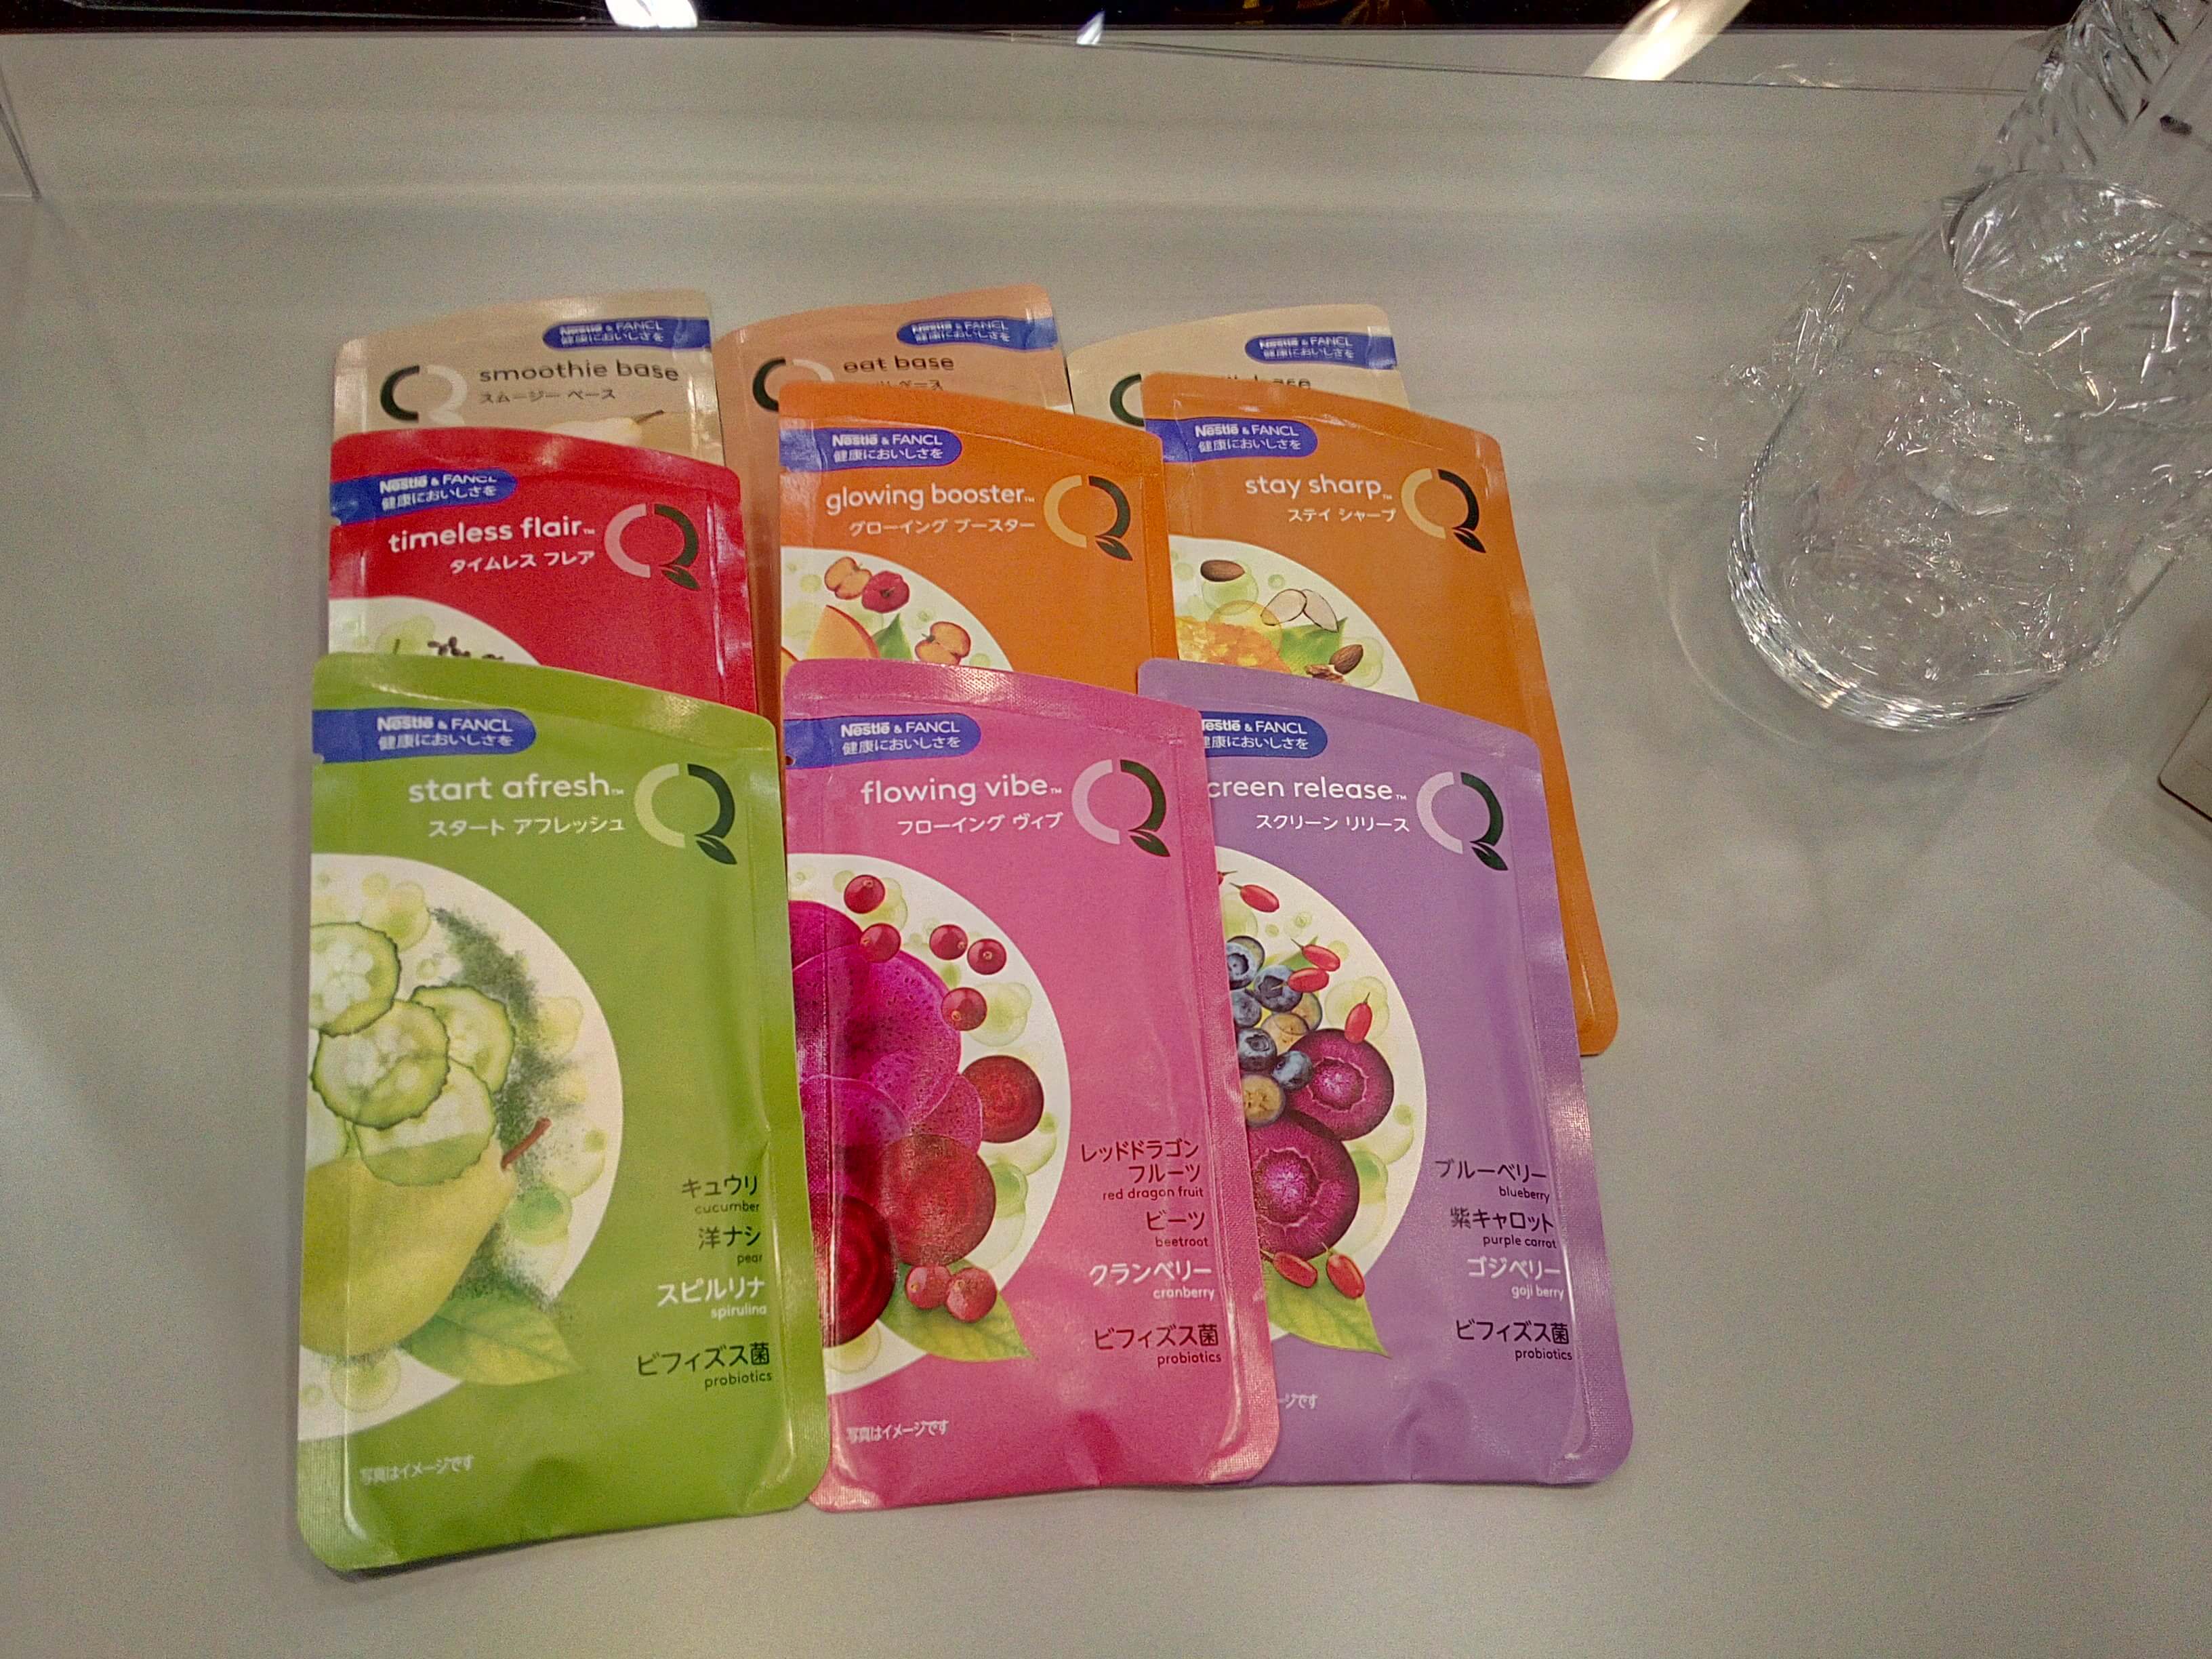 Nestlé & FANCL
健康においしさを
smoothie base
スムージー ベース
Nestlé & FANCL
健康においしさを
oat base
ベース
Nestlé & FANCL
健康においしさを
base
Nestlé & FANCL
健康においしさを
timeless flair™
タイムレス フレア
Nestlé & FANCL
健康においしさを
glowing booster™
グローイング ブースター
Nestlé & FANCL
健康においしさを
stay sharp™
ステイ シャープ
Nestlé & FANCL
健康においしさを
start afresh™
スタート アフレッシュ
キュウリ
cucumber
洋ナシ
pear
スピルリナ
spirulina
ビフィズス菌
probiotics
写真はイメージです
Nestlé & FANCL
健康においしさを
flowing vibe™
フローイング ヴィブ
レッドドラゴン
フルーツ
red dragon fruit
ビーツ
beetroot
クランベリー
cranberry
ビフィズス菌
probiotics
写真はイメージです
estlé & FANCL
健康においしさを
creen release™
スクリーン リリース
ブルーベリー
blueberry
紫キャロット
purple carrot
ゴジベリー
goji berry
ビフィズス菌
probiotics
ージです